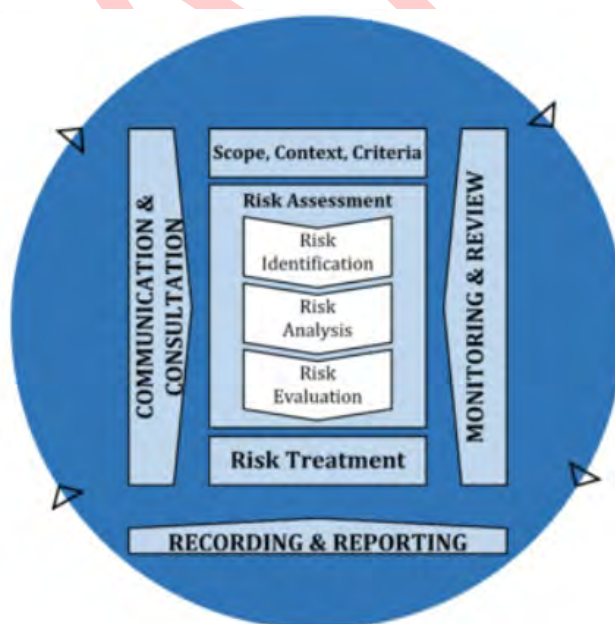 Scope, Context, Criteria
Risk Assessment
Risk
Identification
Risk
Analysis
Risk
Evaluation
Risk Treatment
COMMUNICATION &
CONSULTATION
MONITORING & REVIEW
RECORDING & REPORTING